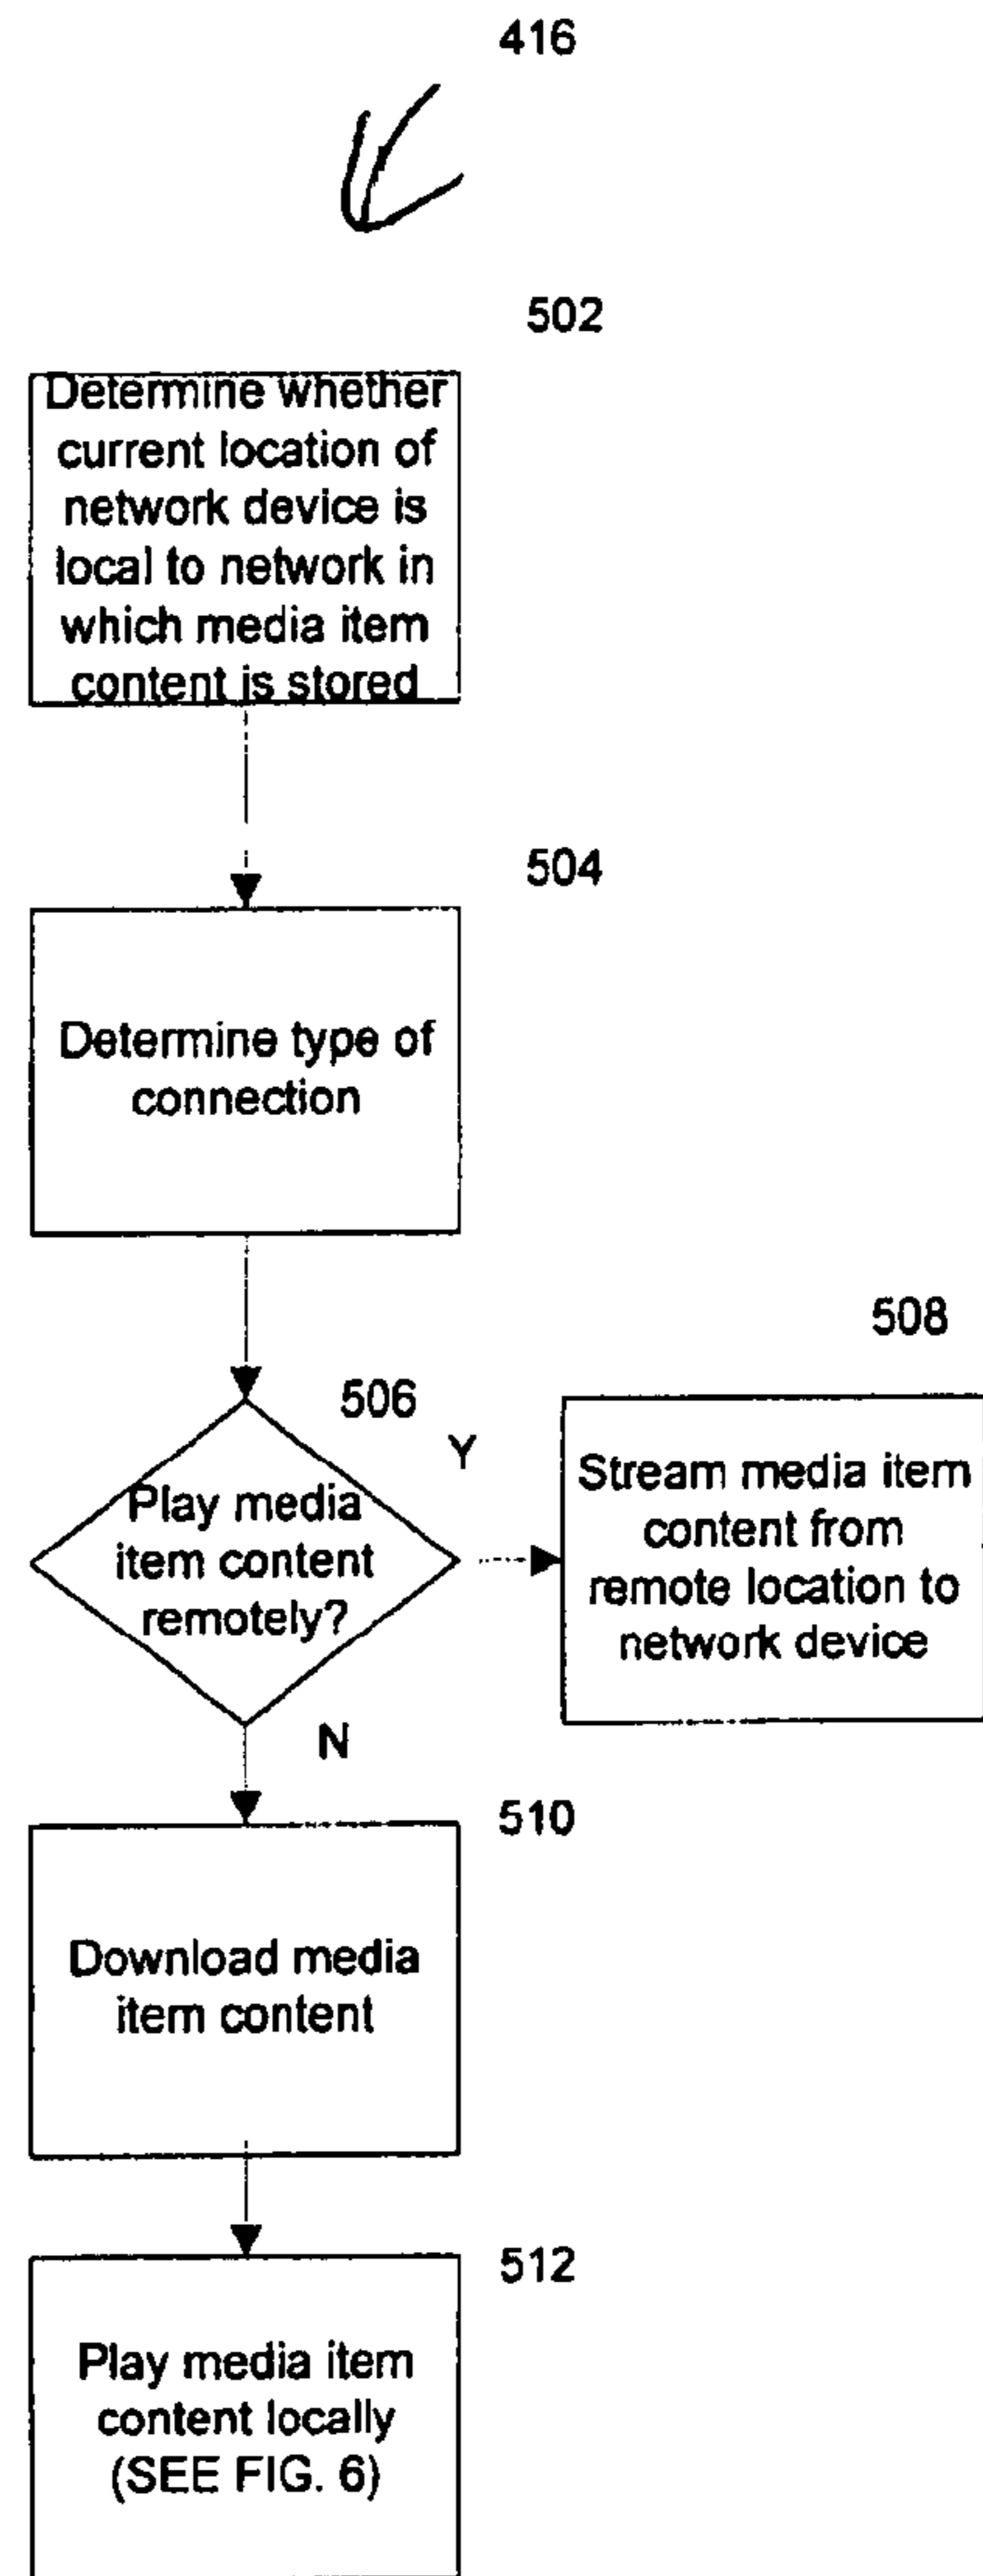 416
502
Determine whether
current location of
network device is
local to network in
which media item
content is stored
504
Determine type of
connection
506
Play media
item content
remotely?
Y
508
Stream media item
content from
remote location to
network device
N
510
Download media
item content
512
Play media item
content locally
(SEE FIG. 6)